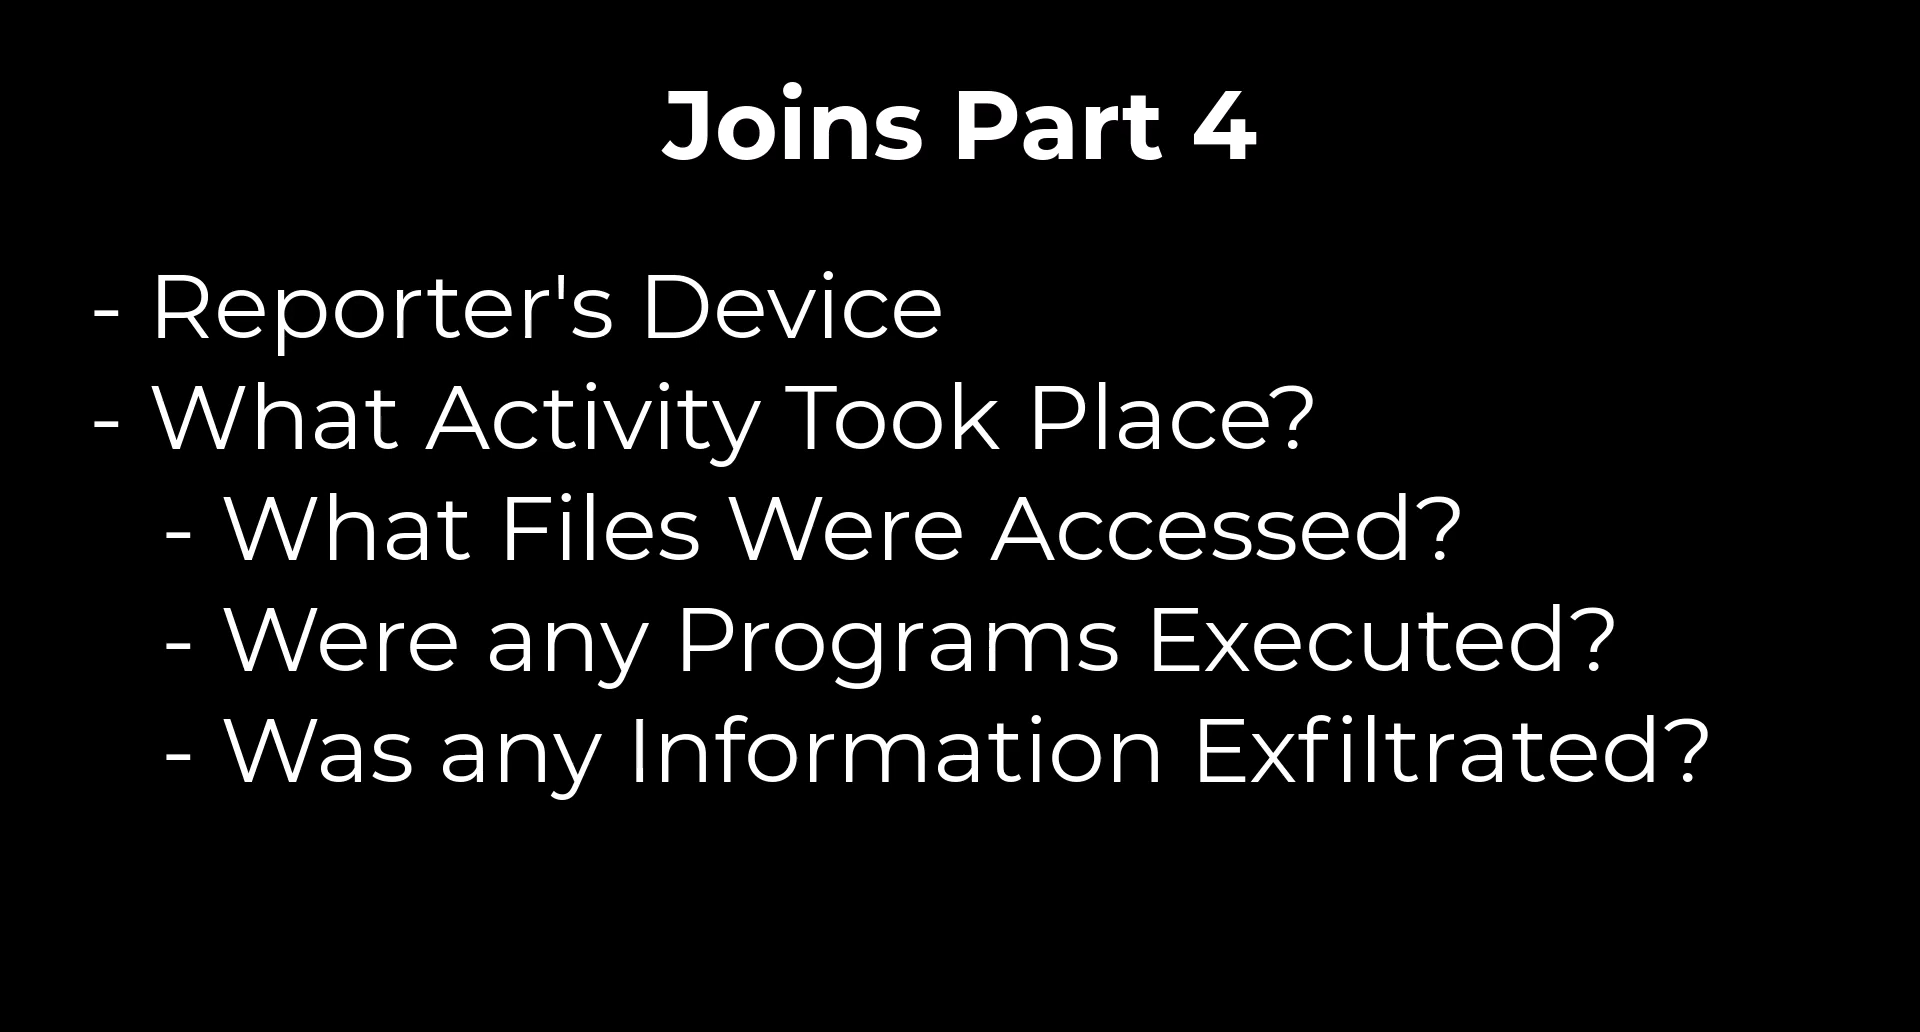 Joins Part 4
- Reporter's Device
- What Activity Took Place?
- What Files Were Accessed?
- Were any Programs Executed?
- Was any Information Exfiltrated?